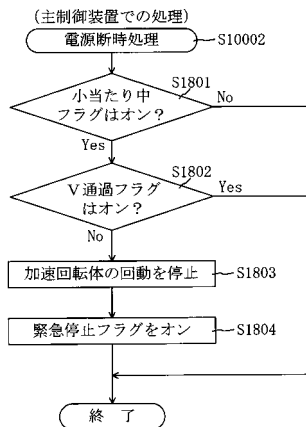 (主制御装置での処理)
電源断時処理
S10002
S1801
小当たり中
フラグはオン?
No
Yes
S1802
V通過フラグ
はオン?
Yes
No
加速回転体の回動を停止
S1803
緊急停止フラグをオン
S1804
終 了